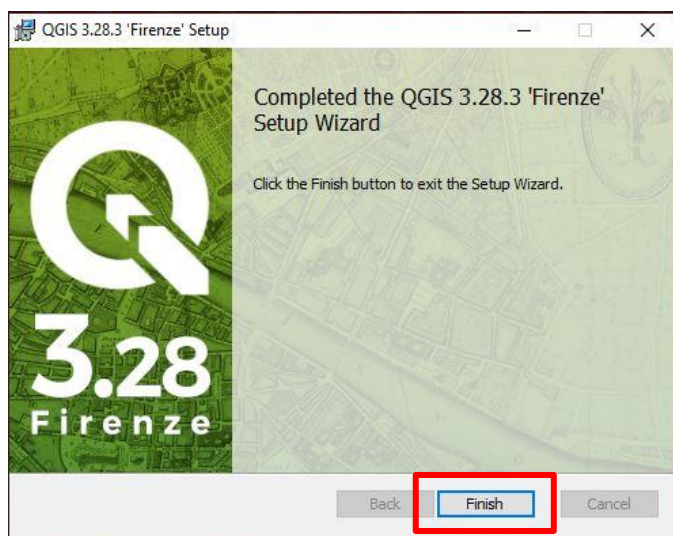 QGIS 3.28.3 'Firenze' Setup
Completed the QGIS 3.28.3 'Firenze'
Setup Wizard
Click the Finish button to exit the Setup Wizard.
3.28
Firenze
Back
Finish
Cancel